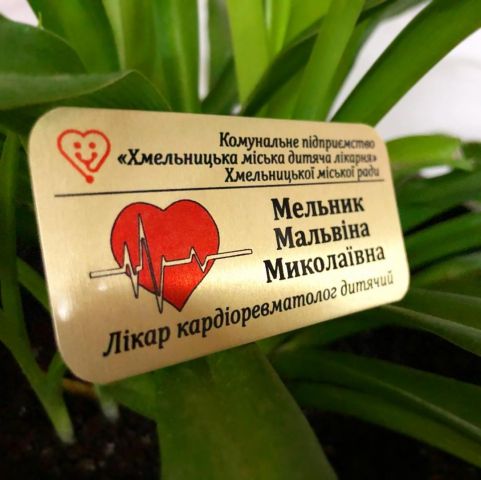 Комунальне підприємство
«Хмельницька міська дитяча лікарня»
Хмельницької міської ради
Мельник
Мальвіна
Миколаївна
Лікар кардіоревматолог дитячий